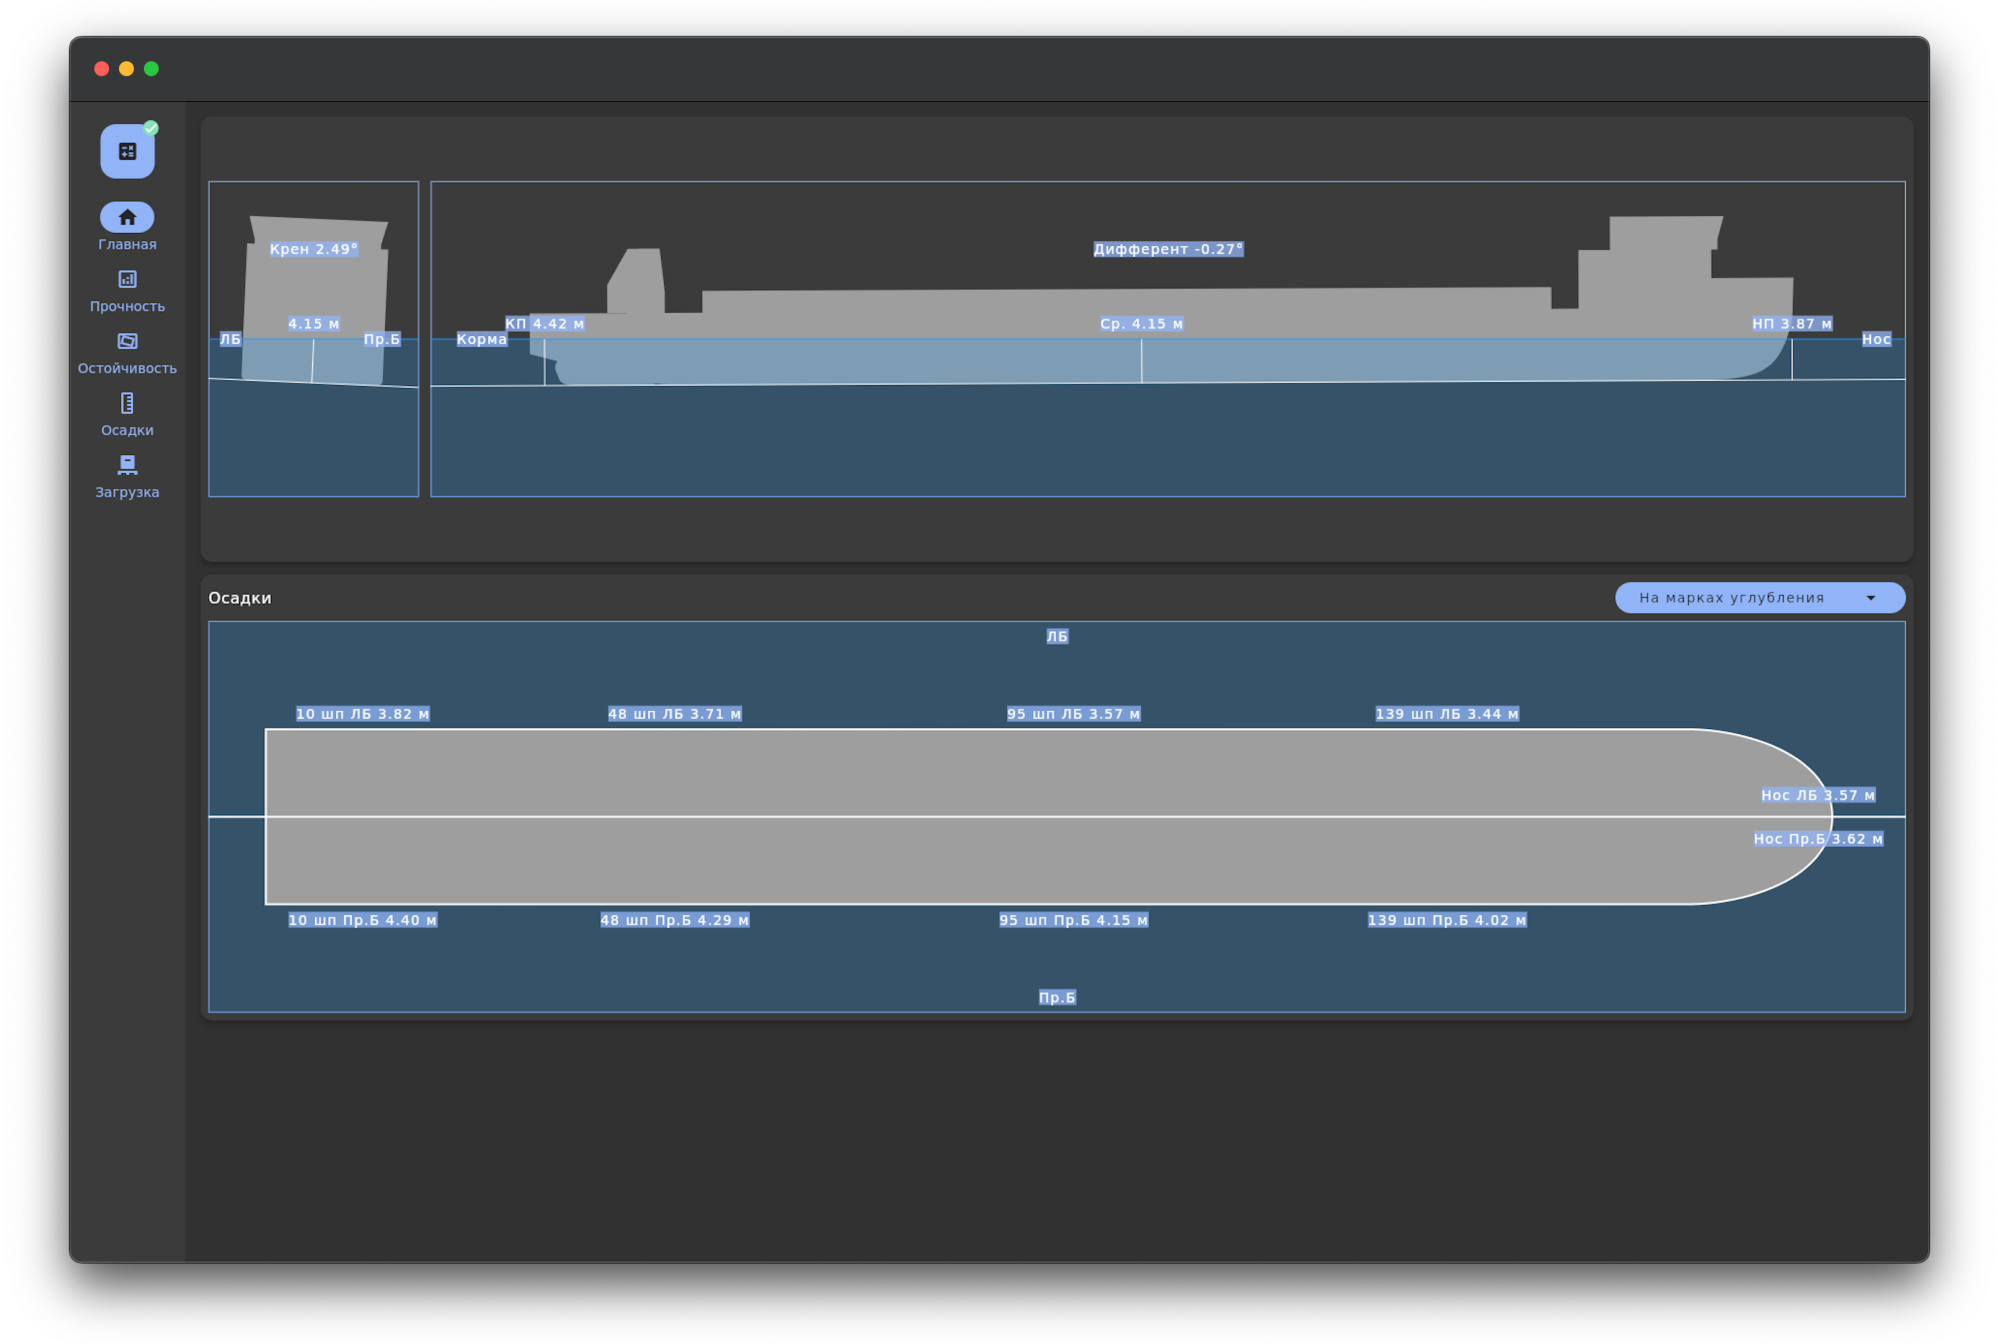 Главная
Прочность
Остойчивость
Осадки
Загрузка
Крен 2.49°
4.15 м
ЛБ
Пр.Б
Дифферент -0.27°
КП 4.42 м
Ср. 4.15 м
НП 3.87 м
Корма
Нос
Осадки
На марках углубления
ЛБ
10 шп ЛБ 3.82 м
48 шп ЛБ 3.71 м
95 шп ЛБ 3.57 м
139 шп ЛБ 3.44 м
Нос ЛБ 3.57 м
Нос Пр.Б 3.62 м
10 шп Пр.Б 4.40 м
48 шп Пр.Б 4.29 м
95 шп Пр.Б 4.15 м
139 шп Пр.Б 4.02 м
Пр.Б